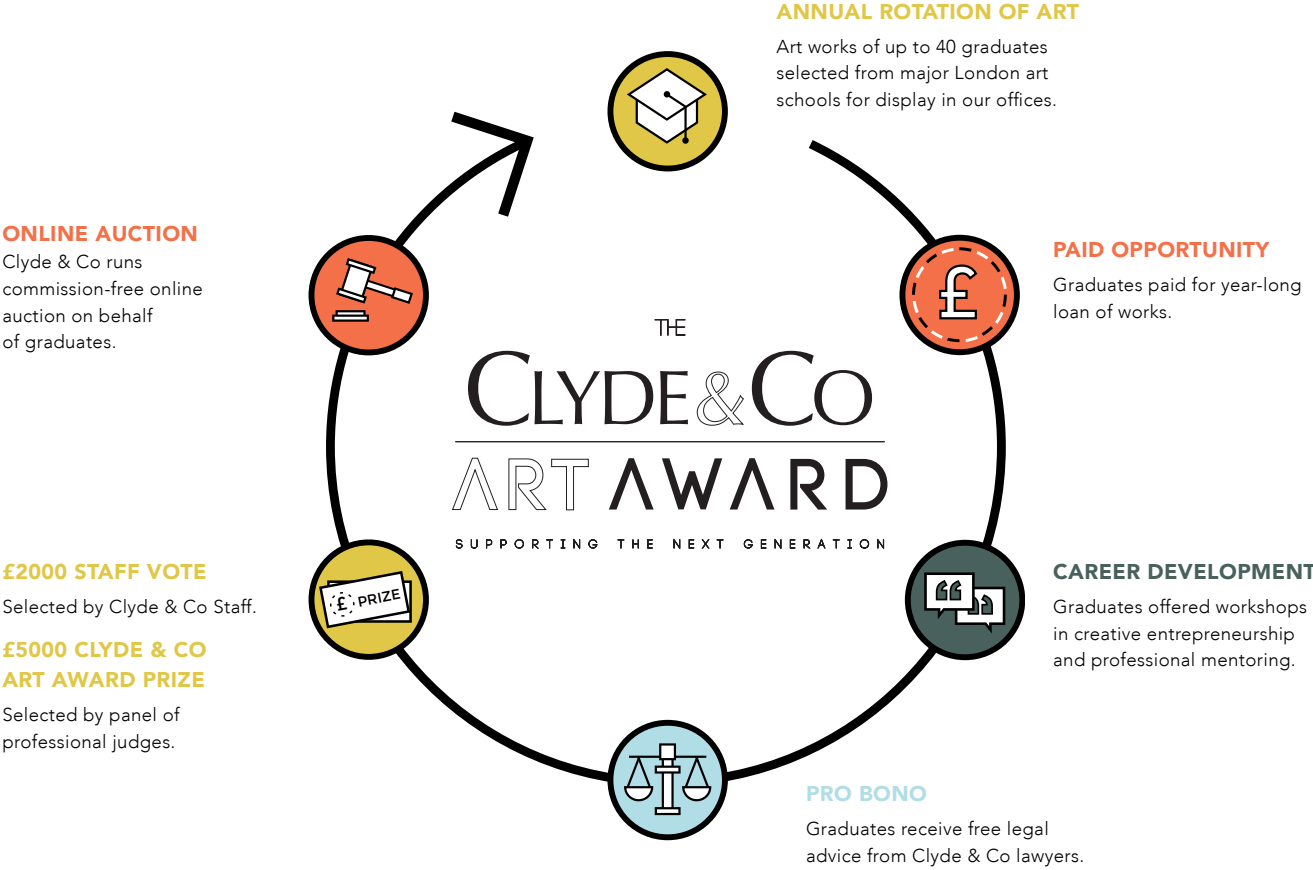 ANNUAL ROTATION OF ART
Art works of up to 40 graduates
selected from major London art
schools for display in our offices.
PAID OPPORTUNITY
Graduates paid for year-long
loan of works.
£
CAREER DEVELOPMENT
Graduates offered workshops
in creative entrepreneurship
and professional mentoring.
PRO BONO
Graduates receive free legal
advice from Clyde & Co lawyers.
£2000 STAFF VOTE
Selected by Clyde & Co Staff.
£5000 CLYDE & CO
ART AWARD PRIZE
Selected by panel of
professional judges.
£ PRIZE
ONLINE AUCTION
Clyde & Co runs
commission-free online
auction on behalf
of graduates.
THE
CLYDE&CO
ART AWARD
SUPPORTING THE NEXT GENERATION